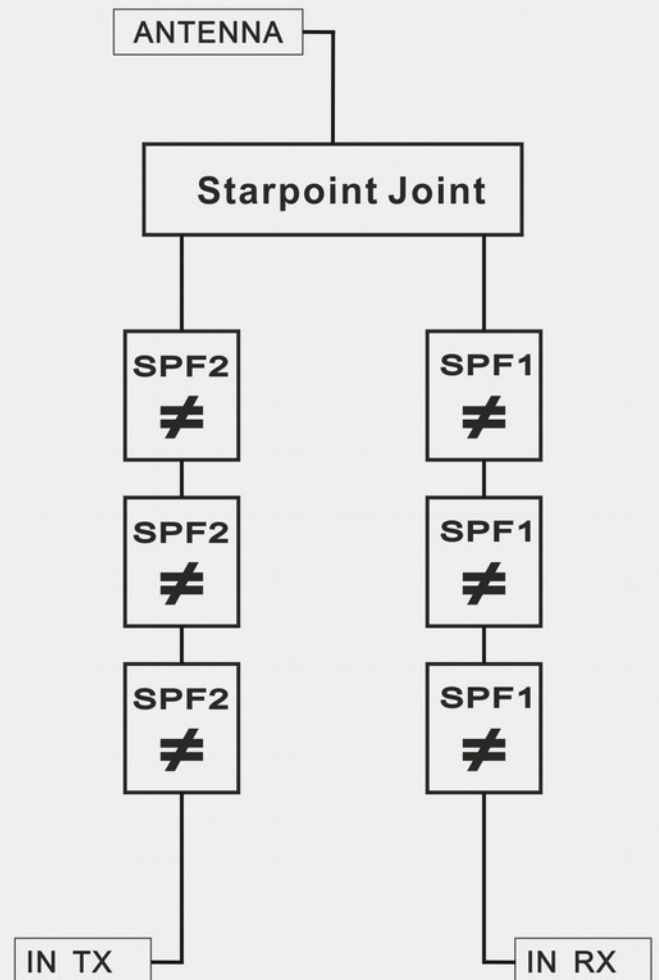 ANTENNA
Starpoint Joint
SPF2
≠
SPF1
≠
SPF2
≠
SPF1
≠
SPF2
≠
SPF1
≠
IN TX
IN RX